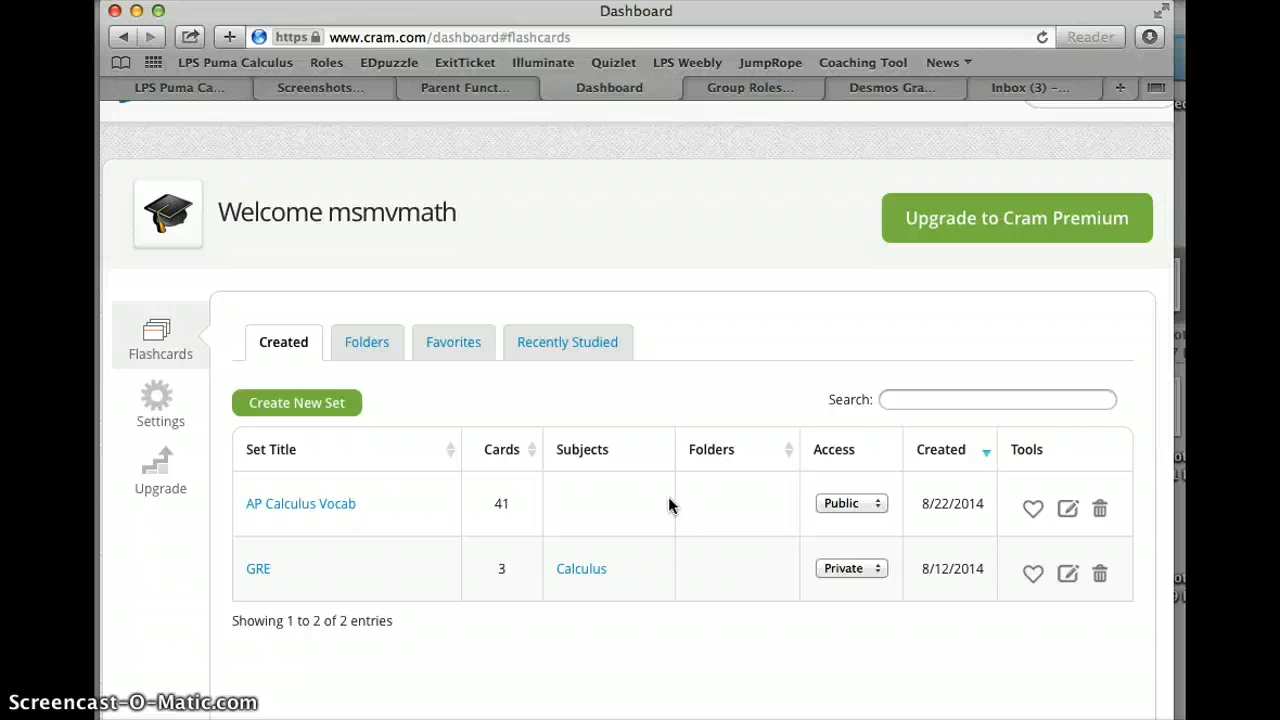 Dashboard
https www.cram.com/dashboard#flashcards Reader
LPS Puma Calculus Roles EDpuzzle ExitTicket Illuminate Quizlet LPS Weebly JumpRope Coaching Tool News
LPS Puma Ca... Screenshots... Parent Funct... Dashboard Group Roles... Desmos Gra... Inbox (3) -...
Welcome msmvmath
Upgrade to Cram Premium
Flashcards
Settings
Upgrade
Created Folders Favorites Recently Studied
Create New Set Search:
Set Title Cards Subjects Folders Access Created Tools
AP Calculus Vocab 41 Public 8/22/2014
GRE 3 Calculus Private 8/12/2014
Showing 1 to 2 of 2 entries
Screencast-O-Matic.com